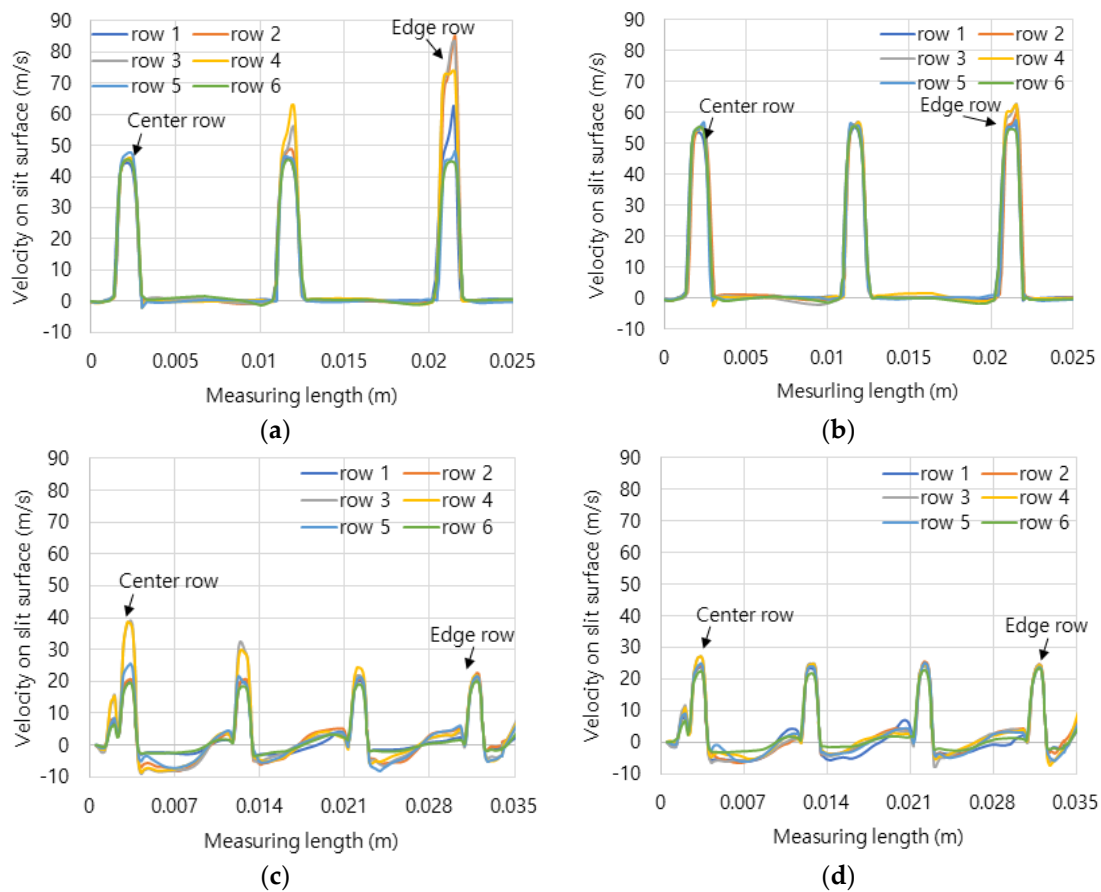 Velocity on slit surface (m/s)
90
80
70
60
50
40
30
20
10
0
-10
row 1 row 2
row 3 row 4
row 5 row 6
Center row
Edge row
0 0.005 0.01 0.015 0.02 0.025
Measuring length (m)
(a)
Velocity on slit surface (m/s)
90
80
70
60
50
40
30
20
10
0
-10
row 1 row 2
row 3 row 4
row 5 row 6
Center row
Edge row
0 0.005 0.01 0.015 0.02 0.025
Mesurling length (m)
(b)
Velocity on slit surface (m/s)
90
80
70
60
50
40
30
20
10
0
-10
row 1 row 2
row 3 row 4
row 5 row 6
Center row
Edge row
0 0.007 0.014 0.021 0.028 0.035
Measuring length (m)
(c)
Velocity on slit surface (m/s)
90
80
70
60
50
40
30
20
10
0
-10
row 1 row 2
row 3 row 4
row 5 row 6
Center row
Edge row
0 0.007 0.014 0.021 0.028 0.035
Measuring length (m)
(d)